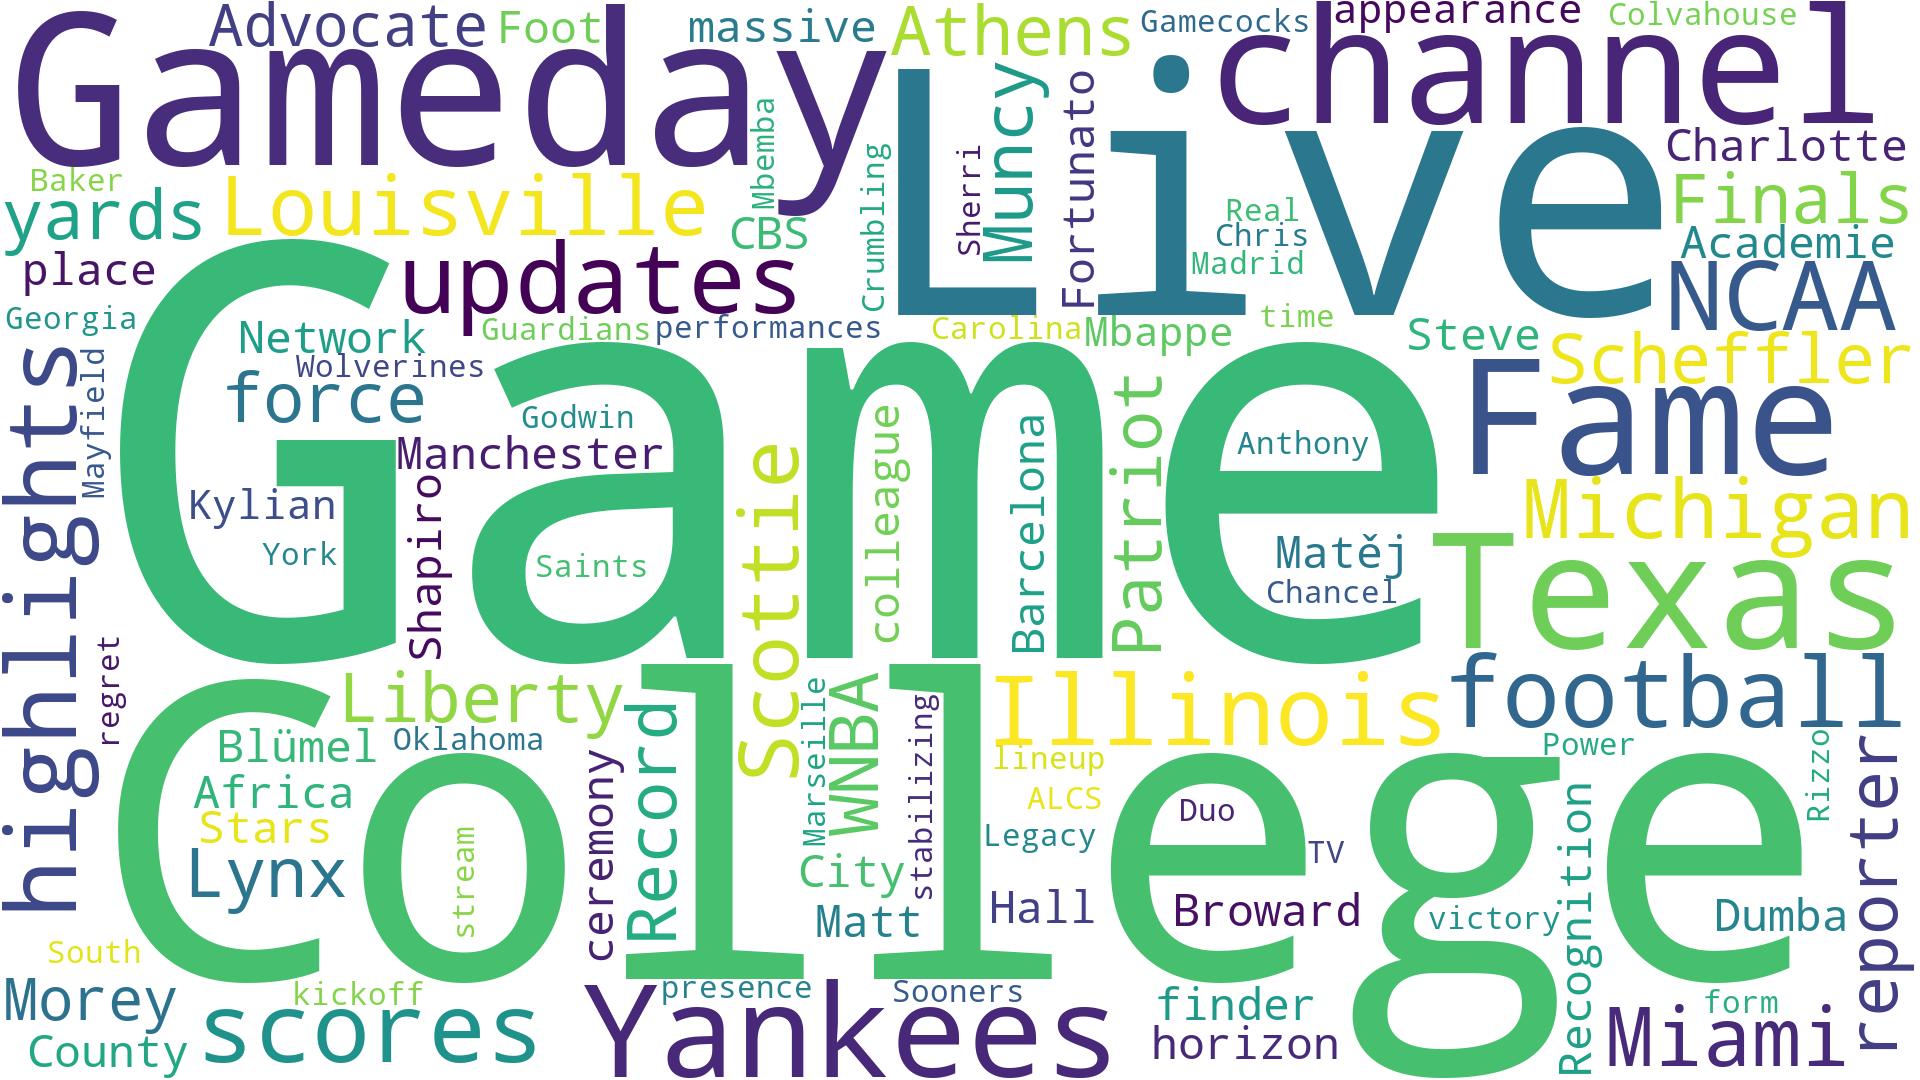 Advocate
Foot
massive
Athens
Gamecocks
appearance
Colvahouse
Gameday
Live
channel
Muncy
Fortunato
Mbemba
Crumbling
Sherri
Charlotte
Baker
yards
Louisville
CBS
Real
Chris
Madrid
Finals
Academie
place
updates
NCAA
Georgia
Network
Guardians
performances
Carolina
Mbappe
time
Steve
Scheffler
Wolverines
highlights
Mayfield
force
Game
Fame
Godwin
Manchester
Scottie
colleague
Barcelona
Patriot
Anthony
Kylian
Shapiro
York
Saints
Matěj
Chancel
Michigan
Texas
regret
Liberty
Record
WNBA
Marseille
stabilizing
Illinois
football
Blümel
Oklahoma
Africa
Stars
Lynx
College
stream
ceremony
lineup
ALCS
Legacy
Duo
TV
Power
Rizzo
reporter
City
Matt
Hall
Broward
victory
Recognition
Dumba
South
Morey
kickoff
County
scores
Yankees
presence
Sooners
finder
horizon
form
Miami